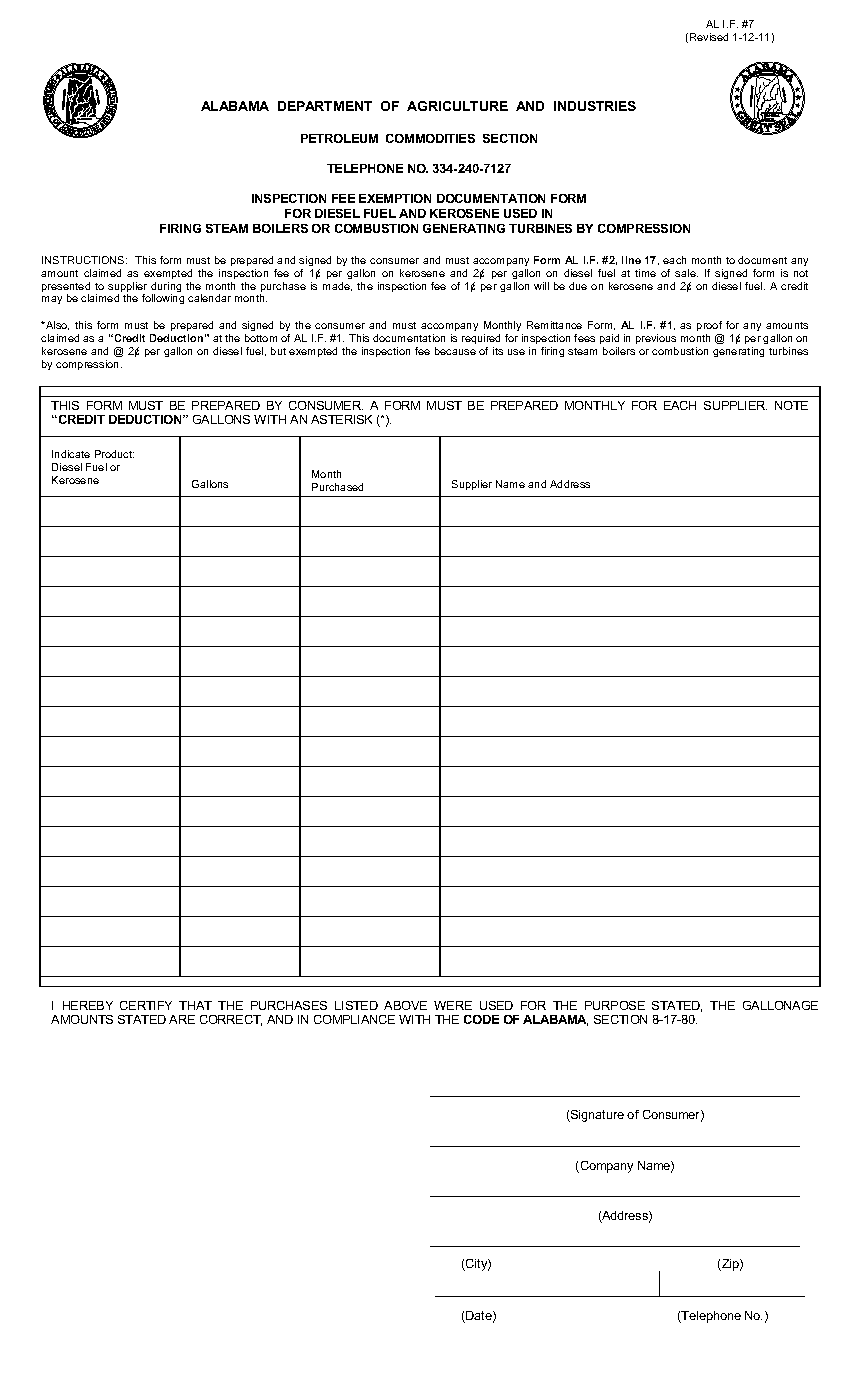 AL I.F. #7
(Revised 1-12-11)
ALABAMA DEPARTMENT OF AGRICULTURE AND INDUSTRIES
PETROLEUM COMMODITIES SECTION
TELEPHONE NO. 334-240-7127
INSPECTION FEE EXEMPTION DOCUMENTATION FORM
FOR DIESEL FUEL AND KEROSENE USED IN
FIRING STEAM BOILERS OR COMBUSTION GENERATING TURBINES BY COMPRESSION
INSTRUCTIONS: This form must be prepared and signed by the consumer and must accompany Form AL I.F. #2, line 17, each month to document any
amount claimed as exempted the inspection fee of 1¢ per gallon on kerosene and 2¢ per gallon on diesel fuel at time of sale. If signed form is not
presented to supplier during the month the purchase is made, the inspection fee of 1¢ per gallon will be due on kerosene and 2¢ on diesel fuel. A credit
may be claimed the following calendar month.
*Also, this form must be prepared and signed by the consumer and must accompany Monthly Remittance Form, AL I.F. #1, as proof for any amounts
claimed as a “Credit Deduction” at the bottom of AL I.F. #1. This documentation is required for inspection fees paid in previous month @ 1¢ per gallon on
kerosene and @ 2¢ per gallon on diesel fuel, but exempted the inspection fee because of its use in firing steam boilers or combustion generating turbines
by compression.
THIS FORM MUST BE PREPARED BY CONSUMER. A FORM MUST BE PREPARED MONTHLY FOR EACH SUPPLIER. NOTE
“CREDIT DEDUCTION” GALLONS WITH AN ASTERISK (*).
Indicate Product:
Diesel Fuel or
Kerosene
Gallons
Month
Purchased
Supplier Name and Address
I HEREBY CERTIFY THAT THE PURCHASES LISTED ABOVE WERE USED FOR THE PURPOSE STATED, THE GALLONAGE
AMOUNTS STATED ARE CORRECT, AND IN COMPLIANCE WITH THE CODE OF ALABAMA, SECTION 8-17-80.
(Signature of Consumer)
(Company Name)
(Address)
(City) (Zip)
(Date) (Telephone No.)
ALABAMA
GREAT SEAL